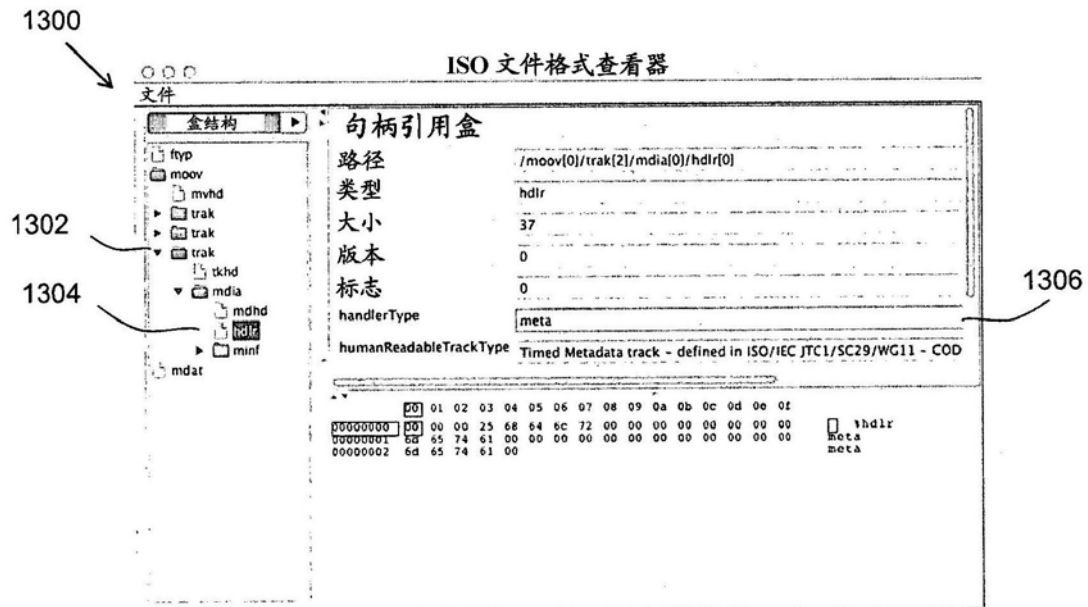 1300
ISO 文件格式查看器
文件
盒结构
ftyp
moov
mvhd
trak
trak
1302
trak
tkhd
mdia
1304
mdhd
hdlr
minf
mdat
句柄引用盒
路径 /moov[0]/trak[2]/mdia[0]/hdlr[0]
类型 hdlr
大小 37
版本 0
标志 0
1306
handlerType meta
humanReadableTrackType Timed Metadata track - defined in ISO/IEC JTC1/SC29/WG11 - COD
00 01 02 03 04 05 06 07 08 09 0a 0b 0c 0d 0e 0f
00000000 00 00 00 25 68 64 6c 72 00 00 00 00 00 00 00 00 %hdlr
00000001 6d 65 74 61 00 00 00 00 00 00 00 00 00 00 00 00 meta
00000002 6d 65 74 61 00 meta